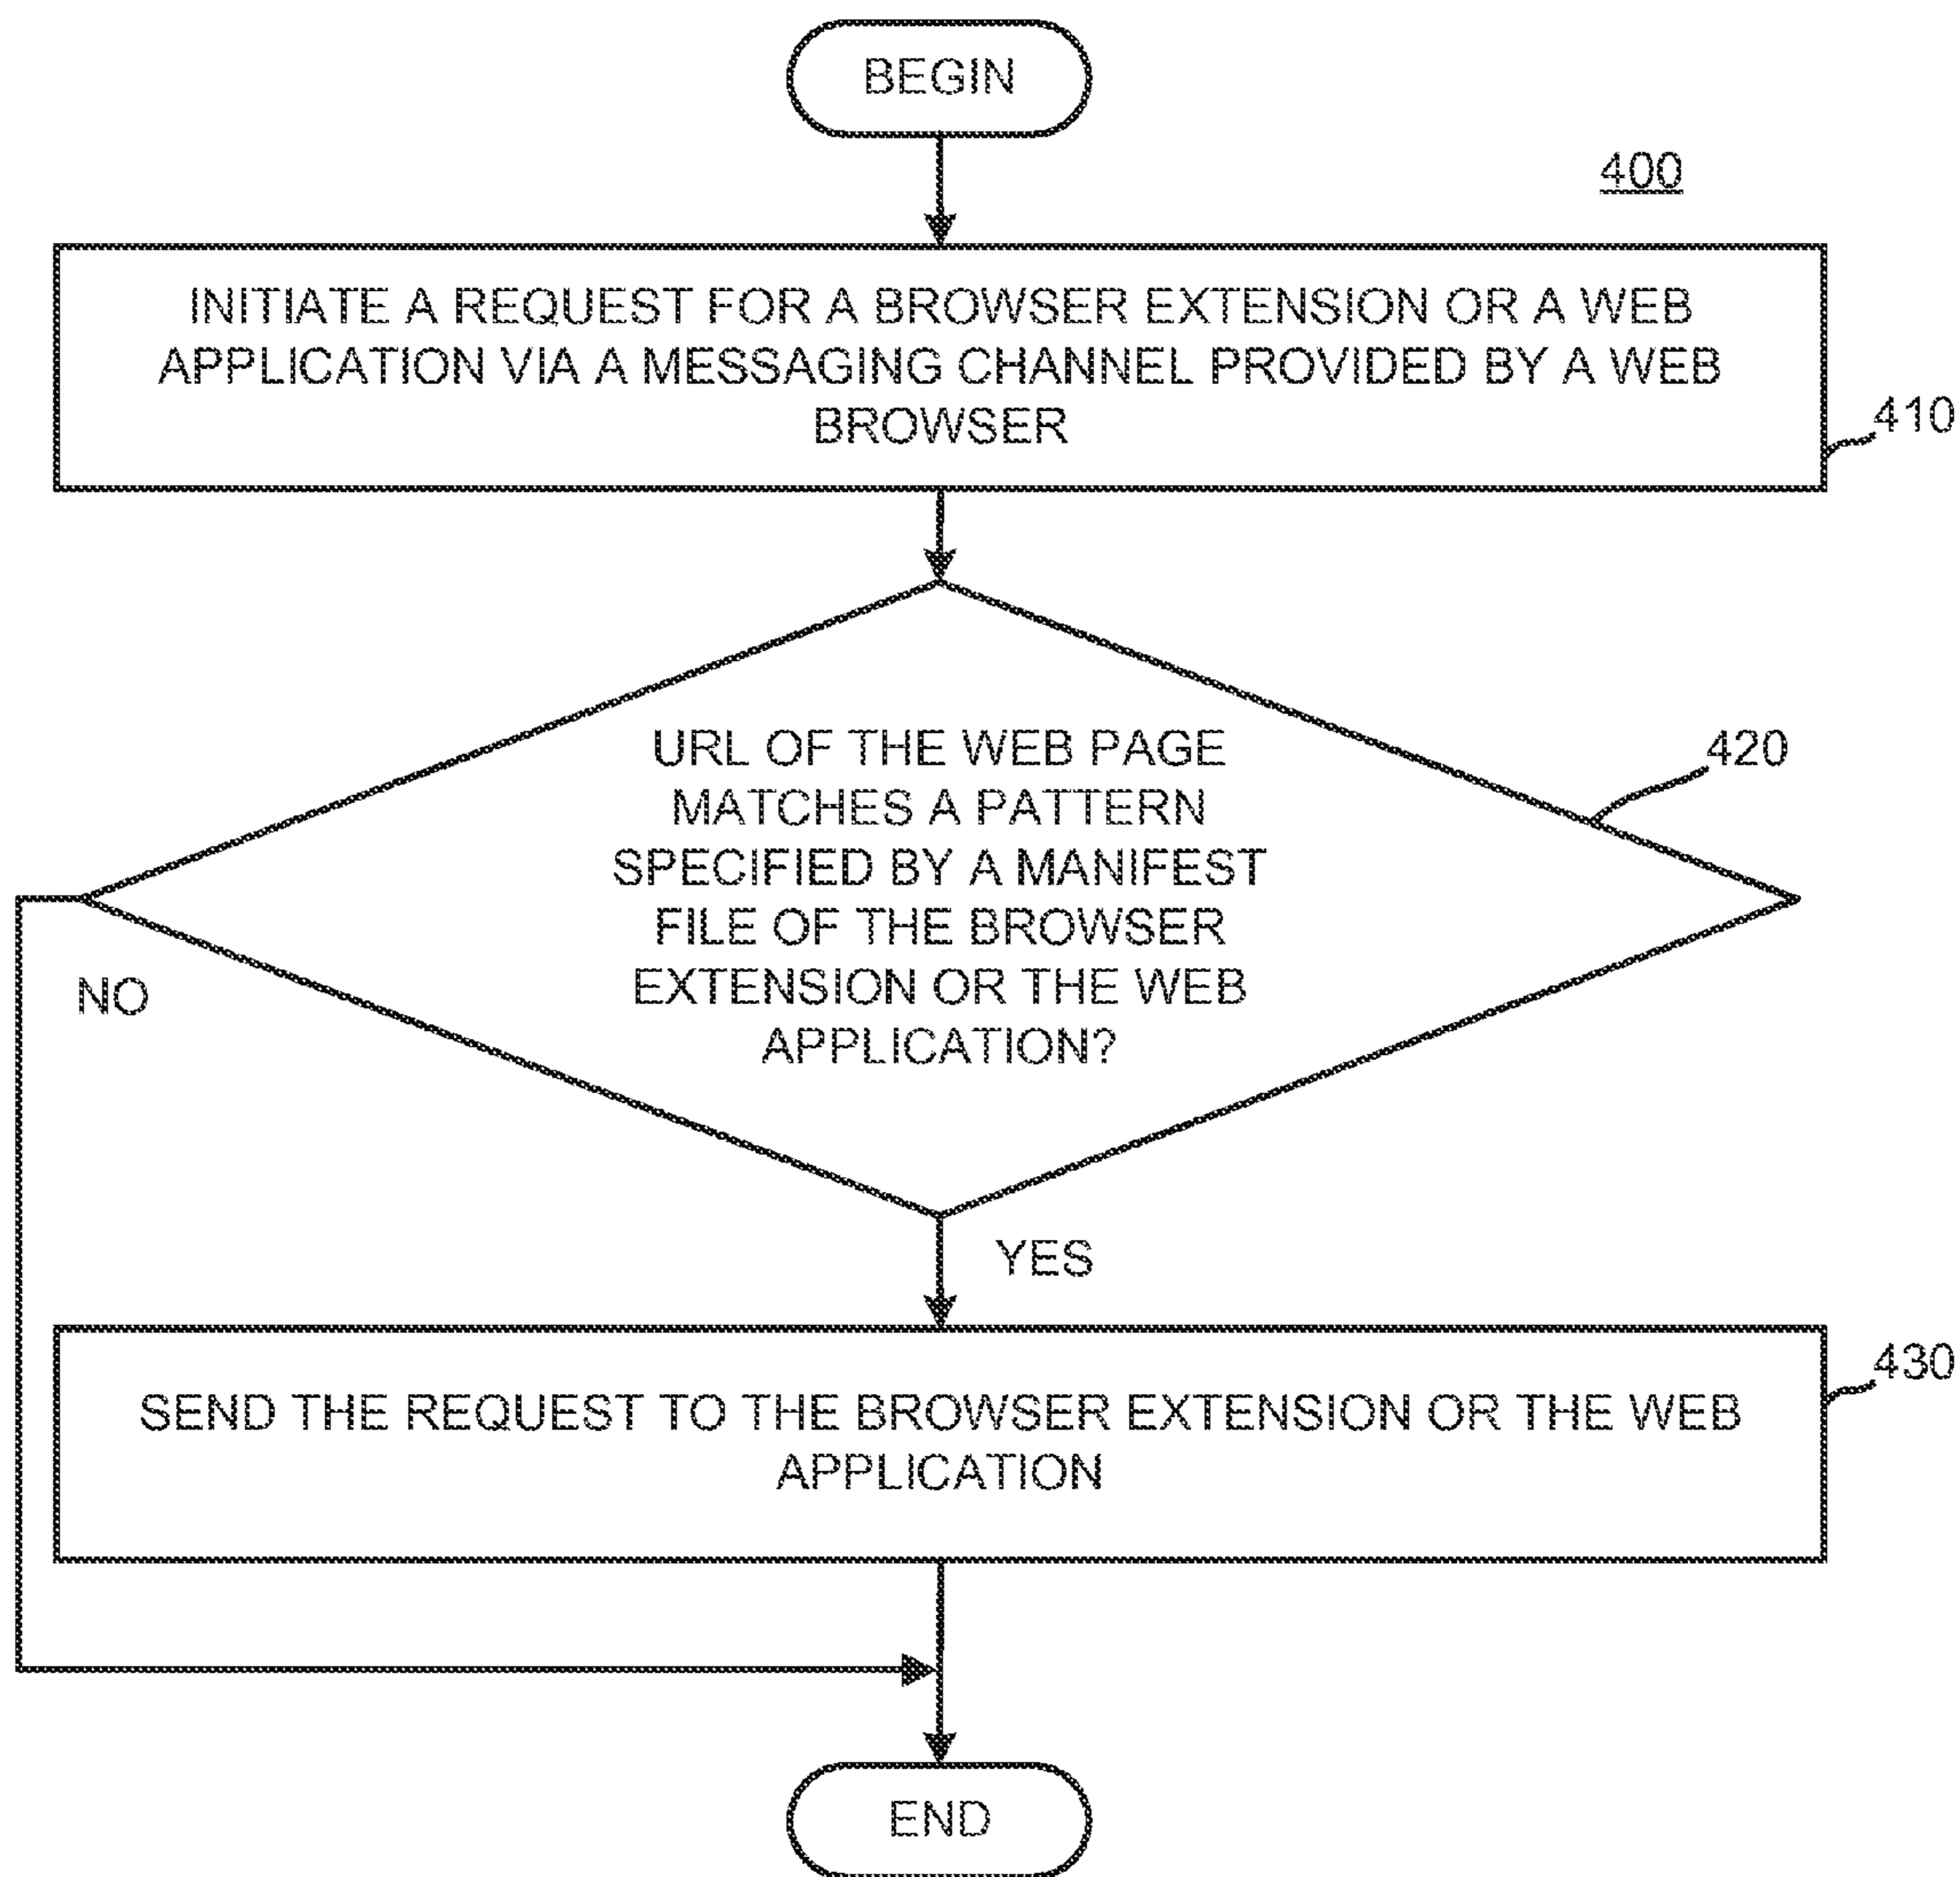 BEGIN
400
INITIATE A REQUEST FOR A BROWSER EXTENSION OR A WEB
APPLICATION VIA A MESSAGING CHANNEL PROVIDED BY A WEB
BROWSER
410
URL OF THE WEB PAGE
MATCHES A PATTERN
SPECIFIED BY A MANIFEST
FILE OF THE BROWSER
EXTENSION OR THE WEB
APPLICATION?
420
NO
YES
SEND THE REQUEST TO THE BROWSER EXTENSION OR THE WEB
APPLICATION
430
END